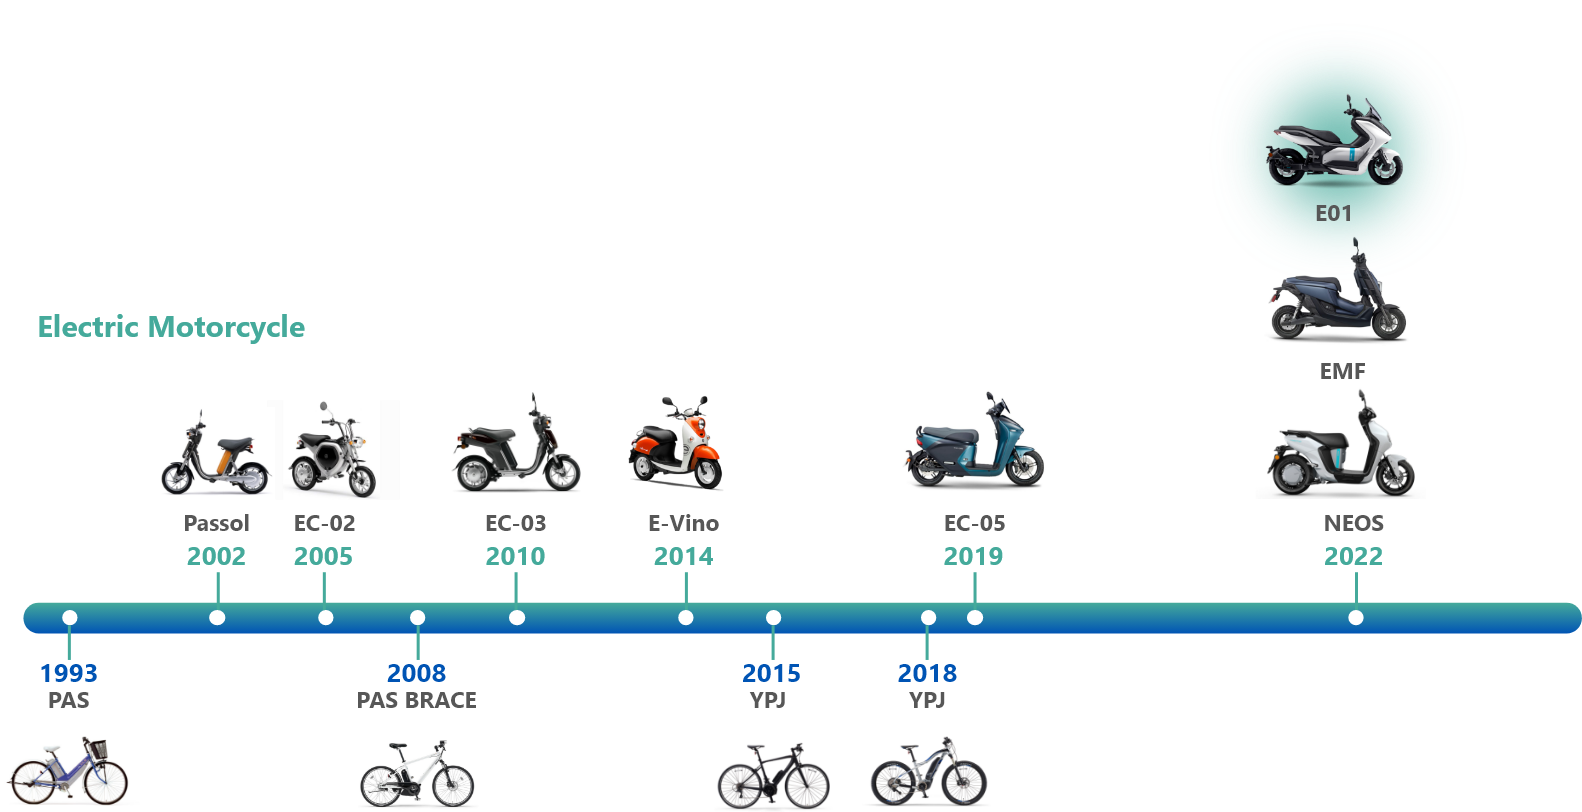 E01
EMF
Electric Motorcycle
Passol EC-02 EC-03 E-Vino EC-05 NEOS
2002 2005 2010 2014 2019 2022
1993 2008 2015 2018
PAS PAS BRACE YPJ YPJ